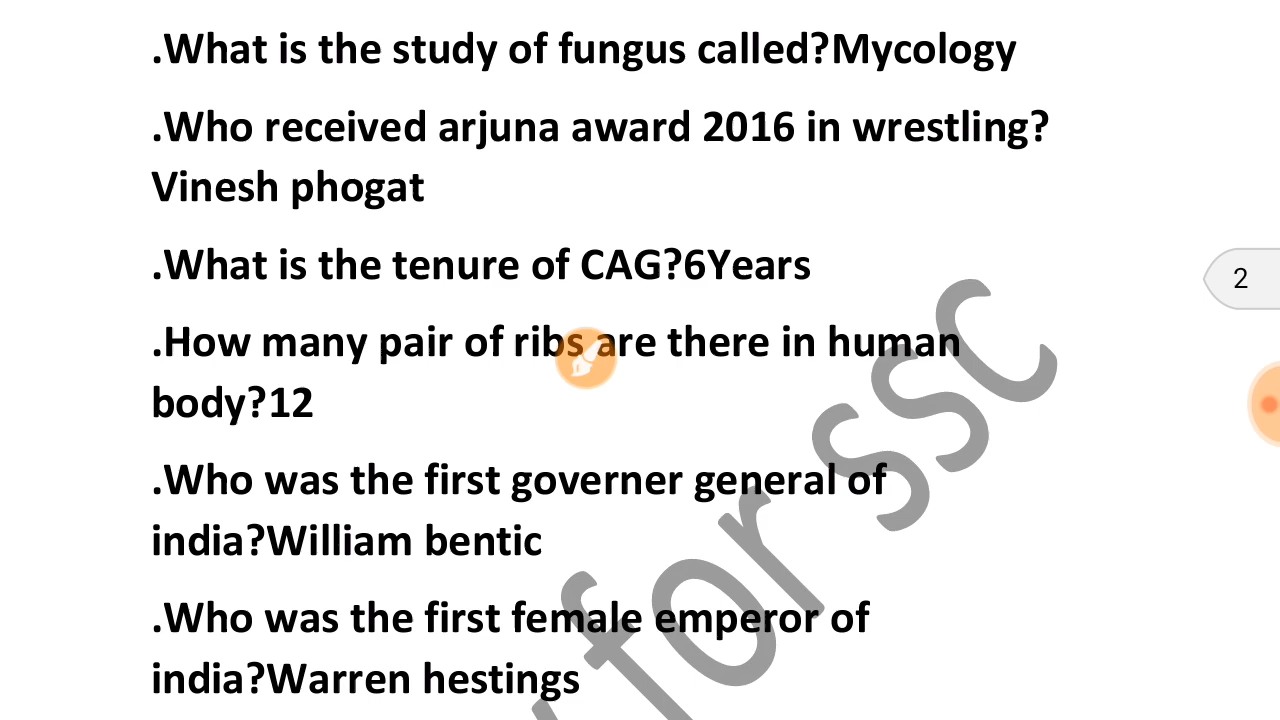 .What is the study of fungus called?Mycology
.Who received arjuna award 2016 in wrestling?
Vinesh phogat
.What is the tenure of CAG?6Years
2
.How many pair of ribs are there in human
body?12
.Who was the first governer general of
india?William bentic
.Who was the first female emperor of
india?Warren hestings
for ssc